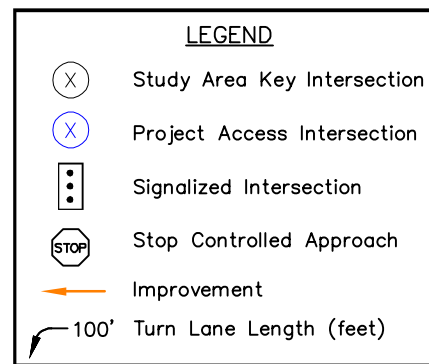 LEGEND
X Study Area Key Intersection
X Project Access Intersection
Signalized Intersection
STOP Stop Controlled Approach
Improvement
100' Turn Lane Length (feet)